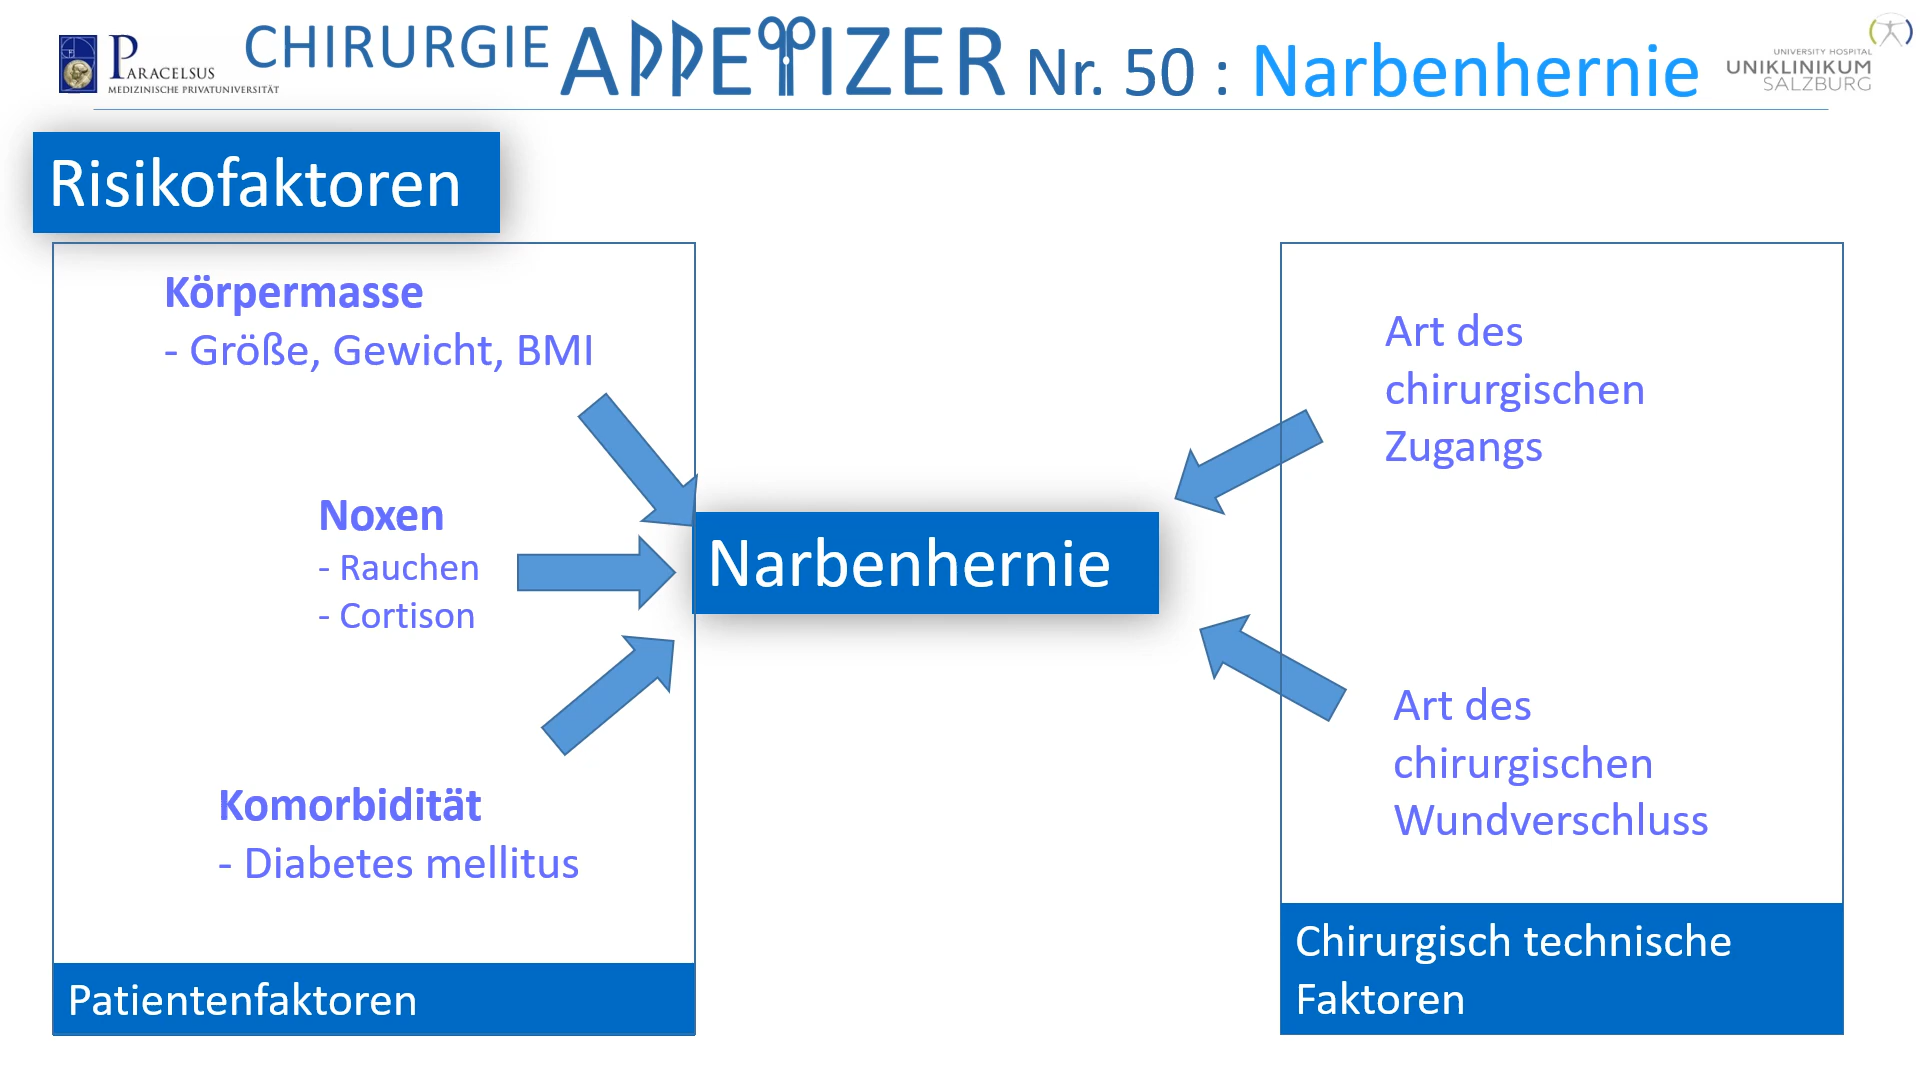 PARACELSUS
MEDIZINISCHE PRIVATUNIVERSITÄT
CHIRURGIE APPETIZER Nr. 50 : Narbenhernie
UNIVERSITY HOSPITAL
UNIKLINIKUM
SALZBURG
Risikofaktoren
Körpermasse
- Größe, Gewicht, BMI
Noxen
- Rauchen
- Cortison
Komorbidität
- Diabetes mellitus
Patientenfaktoren
Narbenhernie
Art des
chirurgischen
Zugangs
Art des
chirurgischen
Wundverschluss
Chirurgisch technische
Faktoren